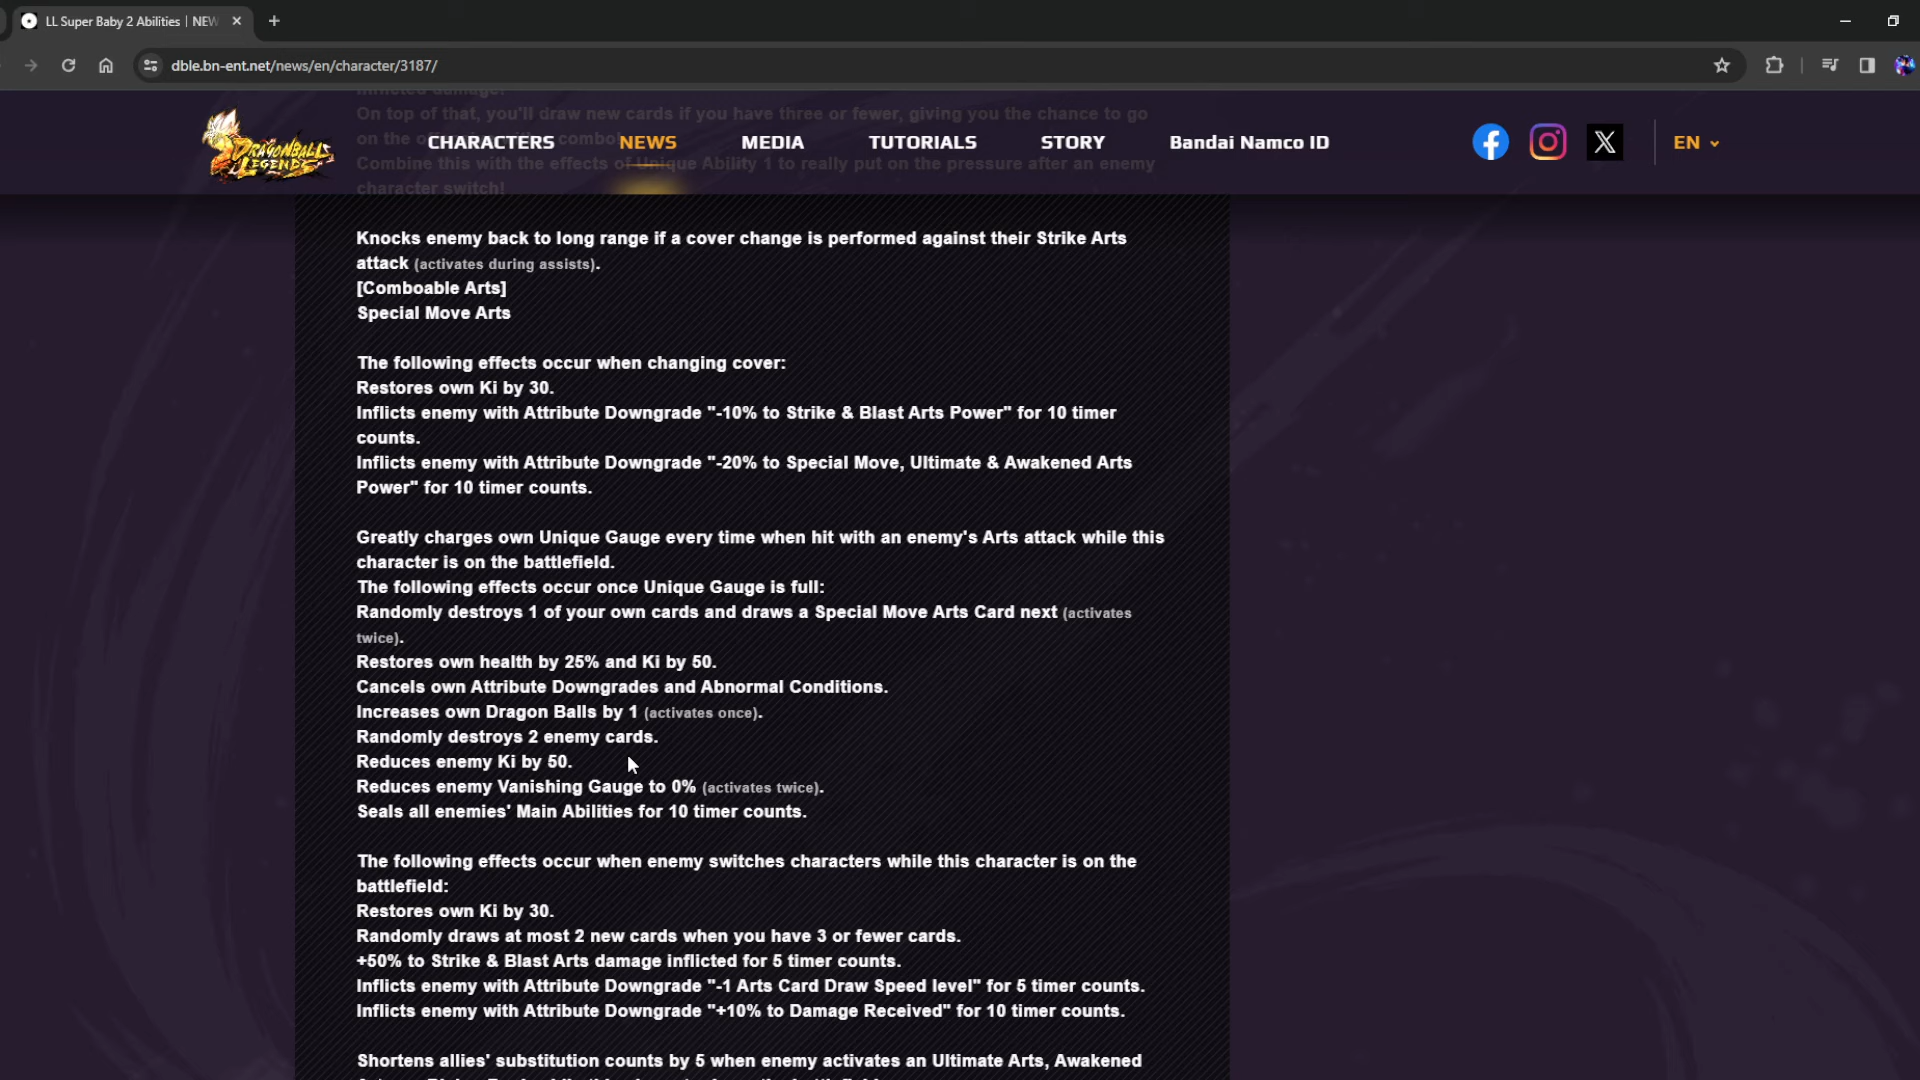 LL Super Baby 2 Abilities | NEW
dble.bn-ent.net/news/en/character/3187/
inflicted damage!
On top of that, you'll draw new cards if you have three or fewer, giving you the chance to go
on the combo
Combine this with the effects of Unique Ability 1 to really put on the pressure after an enemy
character switch!
DRAGONBALL LEGENDS
CHARACTERS NEWS MEDIA TUTORIALS STORY Bandai Namco ID EN
Knocks enemy back to long range if a cover change is performed against their Strike Arts
attack (activates during assists).
[Comboable Arts]
Special Move Arts
The following effects occur when changing cover:
Restores own Ki by 30.
Inflicts enemy with Attribute Downgrade "-10% to Strike & Blast Arts Power" for 10 timer
counts.
Inflicts enemy with Attribute Downgrade "-20% to Special Move, Ultimate & Awakened Arts
Power" for 10 timer counts.
Greatly charges own Unique Gauge every time when hit with an enemy's Arts attack while this
character is on the battlefield.
The following effects occur once Unique Gauge is full:
Randomly destroys 1 of your own cards and draws a Special Move Arts Card next (activates
twice).
Restores own health by 25% and Ki by 50.
Cancels own Attribute Downgrades and Abnormal Conditions.
Increases own Dragon Balls by 1 (activates once).
Randomly destroys 2 enemy cards.
Reduces enemy Ki by 50.
Reduces enemy Vanishing Gauge to 0% (activates twice).
Seals all enemies' Main Abilities for 10 timer counts.
The following effects occur when enemy switches characters while this character is on the
battlefield:
Restores own Ki by 30.
Randomly draws at most 2 new cards when you have 3 or fewer cards.
+50% to Strike & Blast Arts damage inflicted for 5 timer counts.
Inflicts enemy with Attribute Downgrade "-1 Arts Card Draw Speed level" for 5 timer counts.
Inflicts enemy with Attribute Downgrade "+10% to Damage Received" for 10 timer counts.
Shortens allies' substitution counts by 5 when enemy activates an Ultimate Arts, Awakened